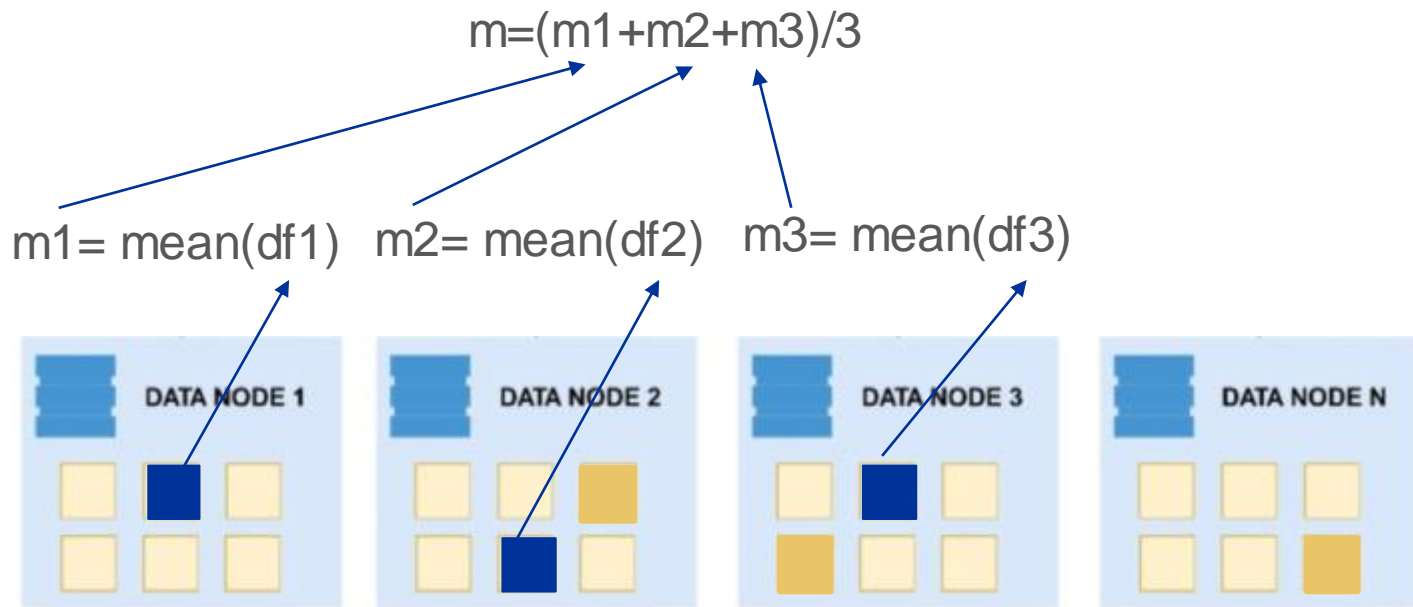 m=(m1+m2+m3)/3
m1= mean(df1)
m2= mean(df2)
m3= mean(df3)
DATA NODE 1
DATA NODE 2
DATA NODE 3
DATA NODE N